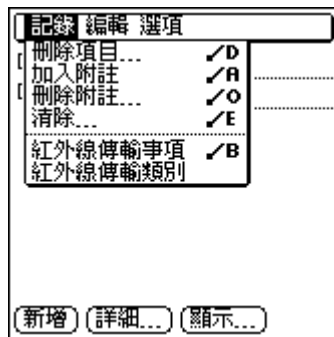 記錄 編輯 選項
刪除項目... ✓D
加入附註 ✓A
刪除附註... ✓O
清除... ✓E
紅外線傳輸事項 ✓B
紅外線傳輸類別
新增 詳細... 顯示...